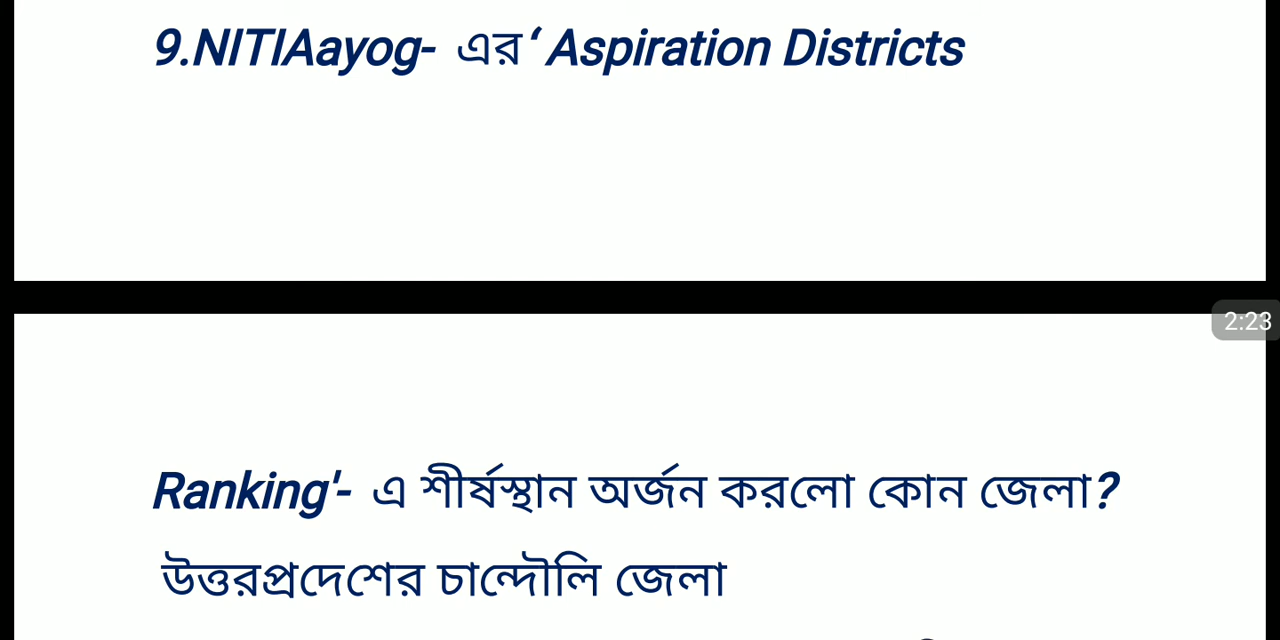 9.NITIAayog- এর ‘ Aspiration Districts
2:23
Ranking'- এ শীর্ষস্থান অর্জন করলো কোন জেলা?
উত্তরপ্রদেশের চান্দৌলি জেলা